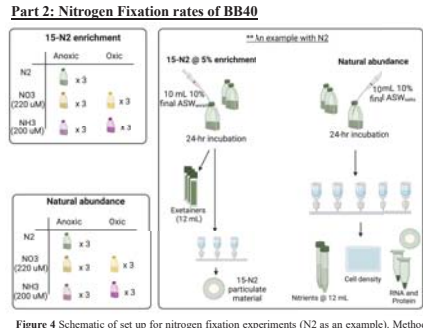 Part 2: Nitrogen Fixation rates of BB40
15-N2 enrichment
Anoxic Oxic
N2 x 3
NO3 (220 uM) x 3 x 3
NH3 (200 uM) x 3 x 3
Natural abundance
Anoxic Oxic
N2 x 3
NO3 (220 uM) x 3 x 3
NH3 (200 uM) x 3 x 3
** An example with N2
15-N2 @ 5% enrichment
10 mL 10%
final ASW
24-hr incubation
Exetainers
(12 mL)
15-N2
particulate
material
Natural abundance
10mL 10%
final ASW
24-hr incubation
Nitrients @ 12 mL
Cell density
RNA and
Protein
Figure 4 Schematic of set up for nitrogen fixation experiments (N2 as an example). Method